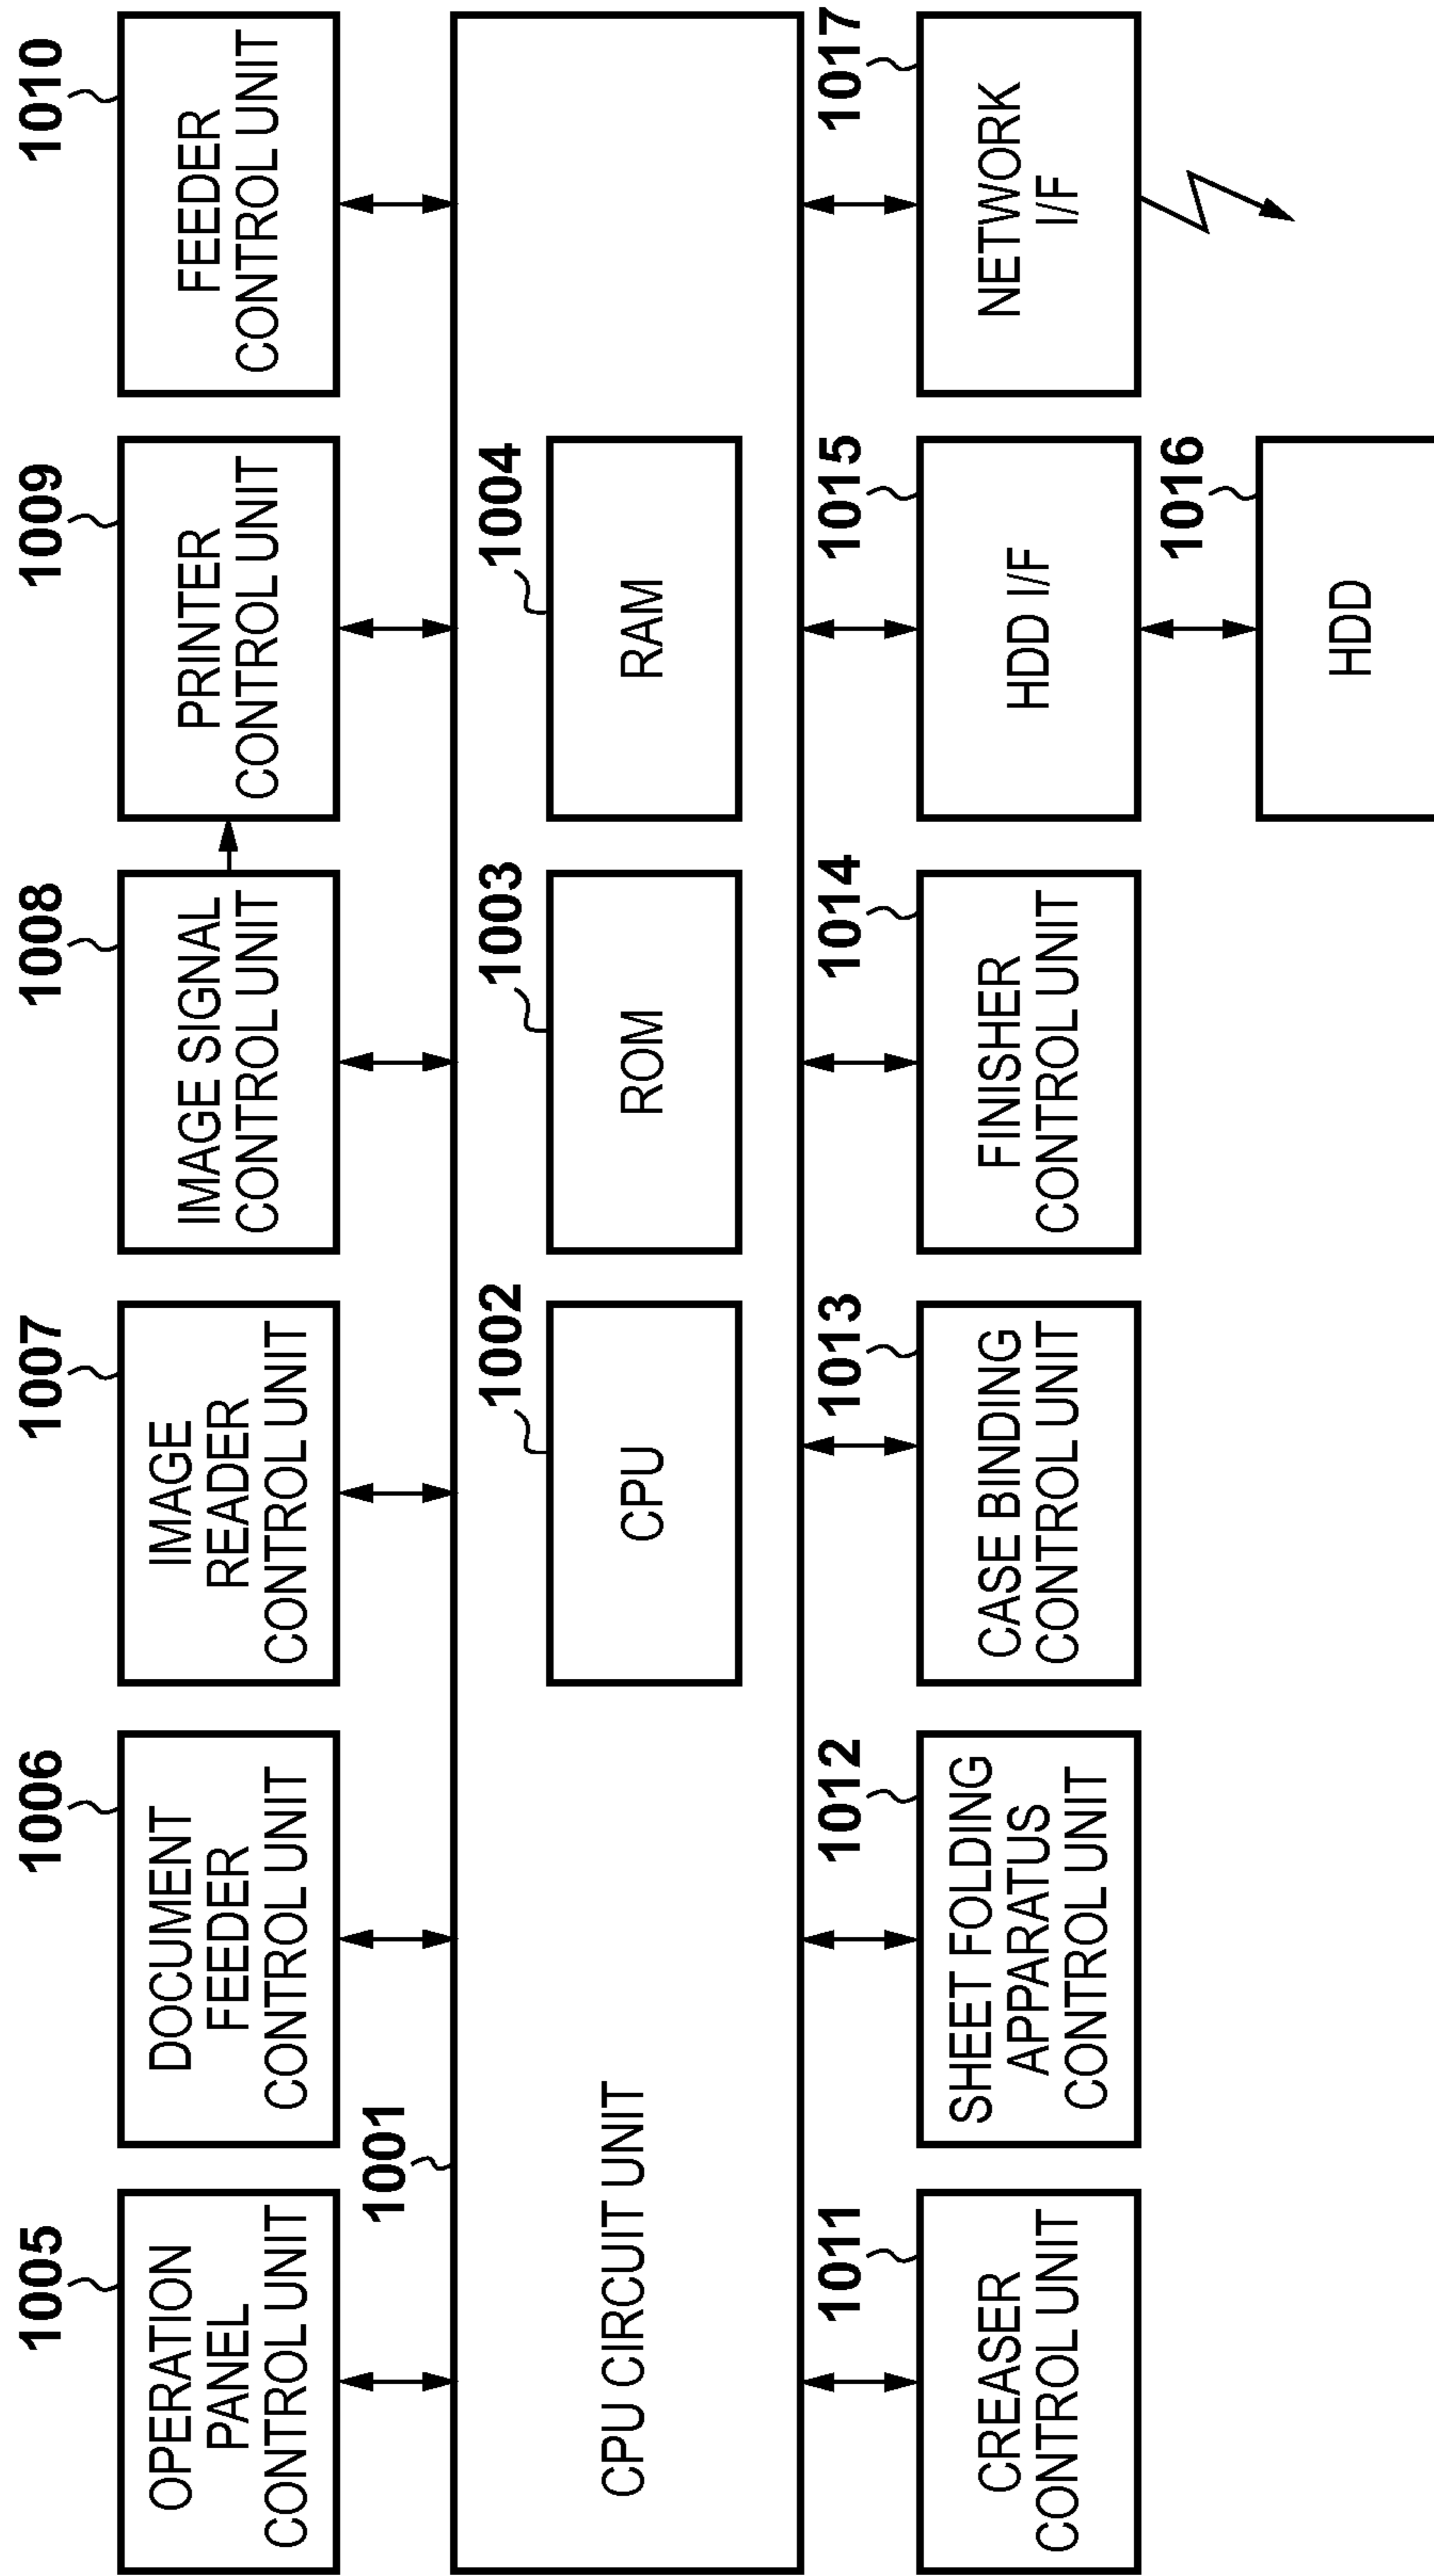 1005
OPERATION
PANEL
CONTROL UNIT
1006
DOCUMENT
FEEDER
CONTROL UNIT
1007
IMAGE
READER
CONTROL UNIT
1008
IMAGE SIGNAL
CONTROL UNIT
1009
PRINTER
CONTROL UNIT
1010
FEEDER
CONTROL UNIT
1001
CPU CIRCUIT UNIT
1002
CPU
1003
ROM
1004
RAM
1011
CREASER
CONTROL UNIT
1012
SHEET FOLDING
APPARATUS
CONTROL UNIT
1013
CASE BINDING
CONTROL UNIT
1014
FINISHER
CONTROL UNIT
1015
HDD I/F
1017
NETWORK
I/F
1016
HDD